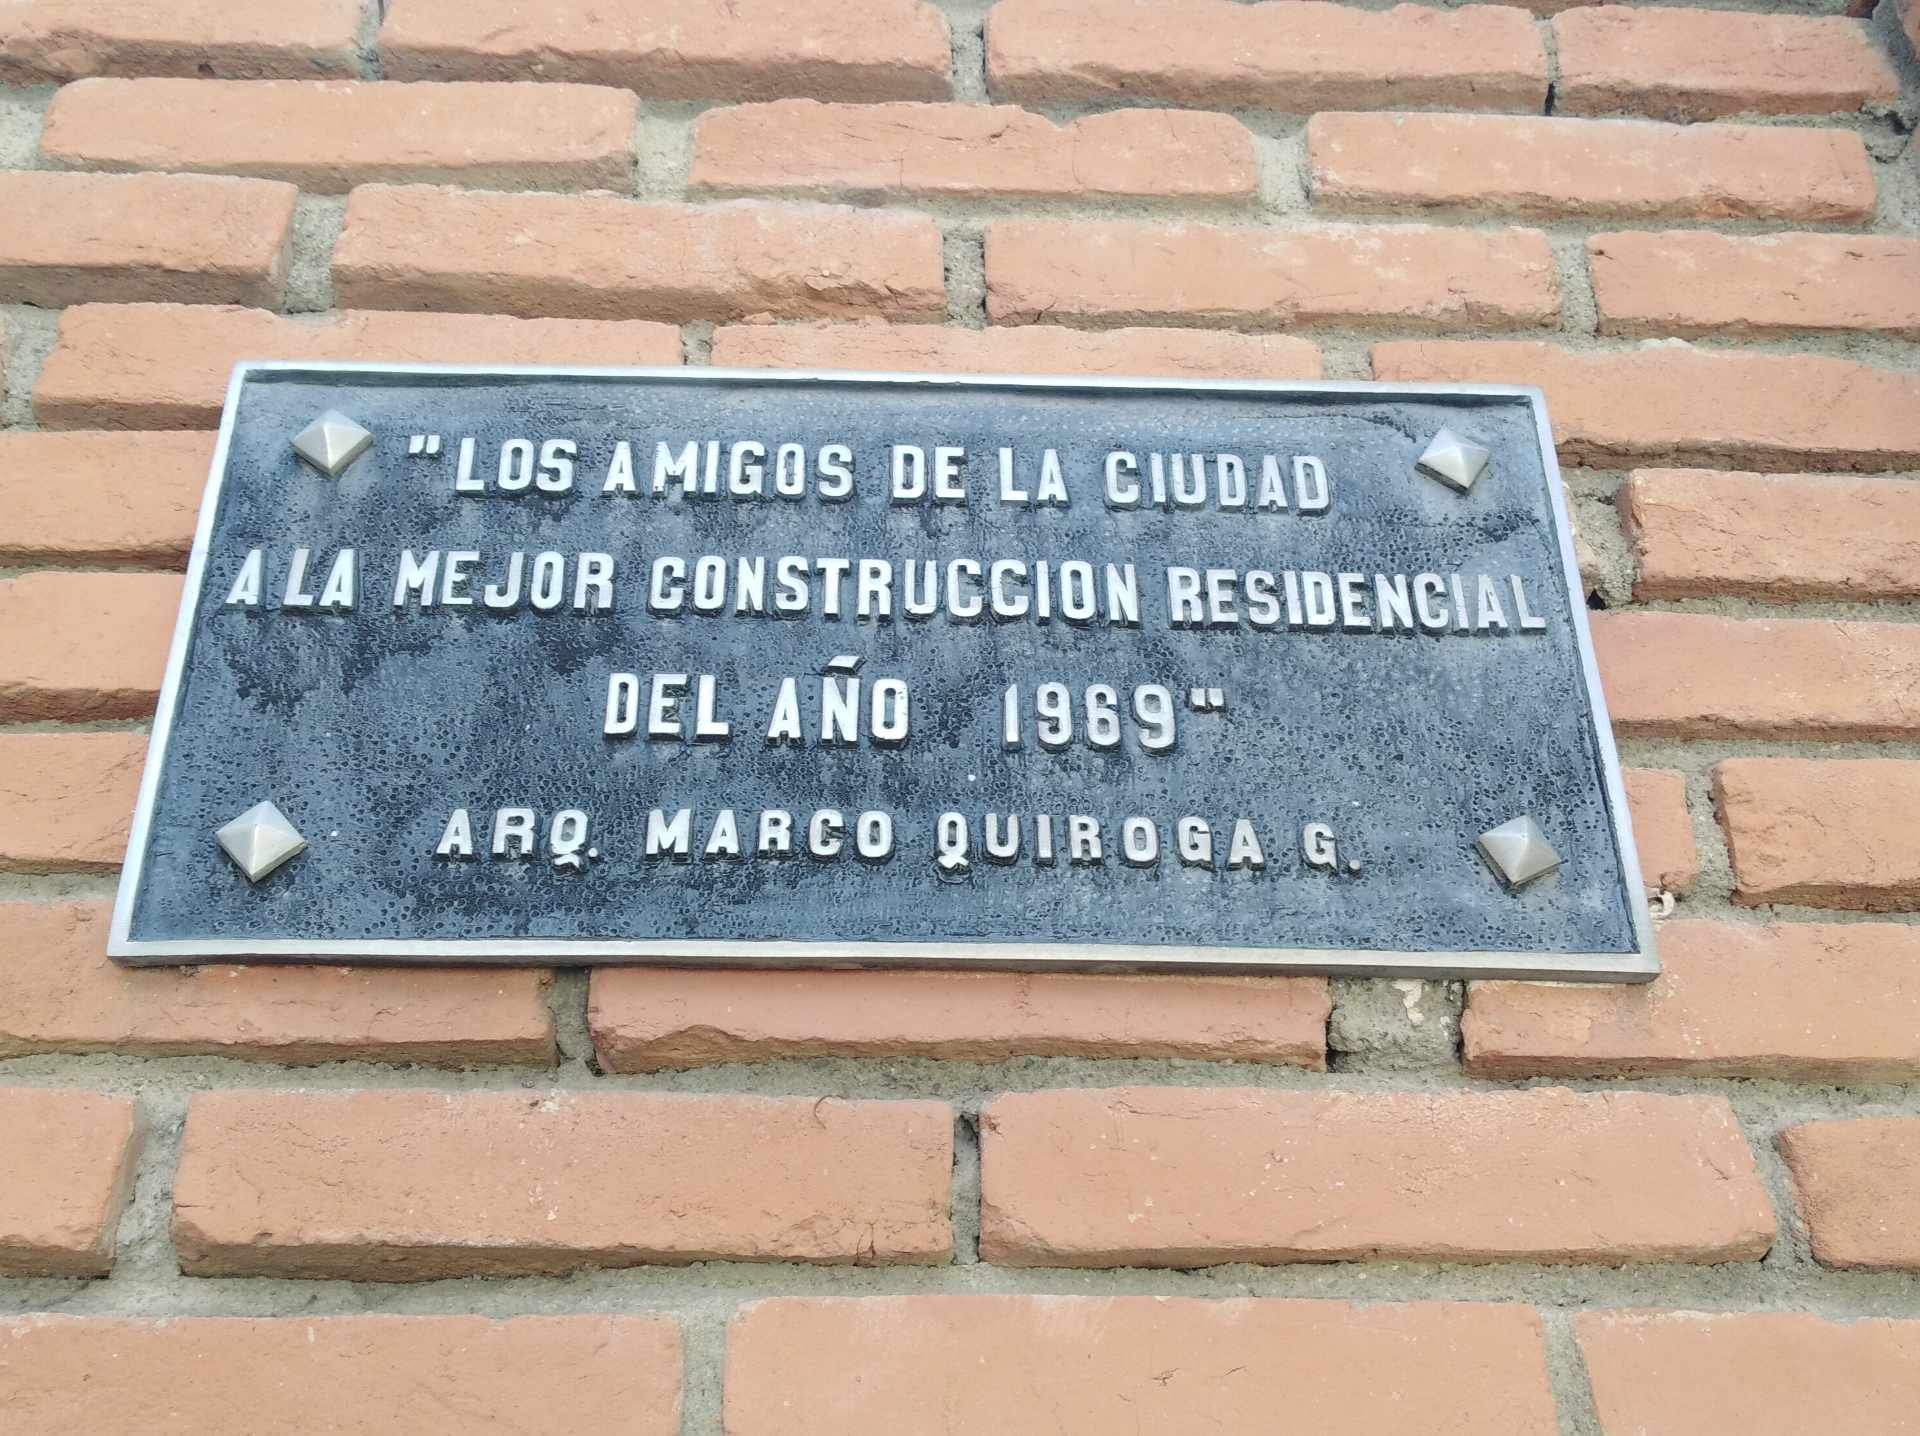 "LOS AMIGOS DE LA CIUDAD
A LA MEJOR CONSTRUCCION RESIDENCIAL
DEL AÑO 1969"
ARQ. MARCO QUIROGA G.